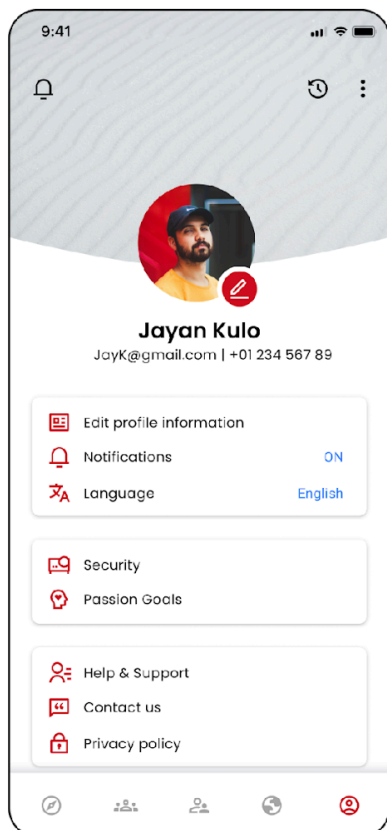 9:41
Jayan Kulo
JayK@gmail.com | +01 234 567 89
Edit profile information
Notifications ON
Language English
Security
Passion Goals
Help & Support
Contact us
Privacy policy